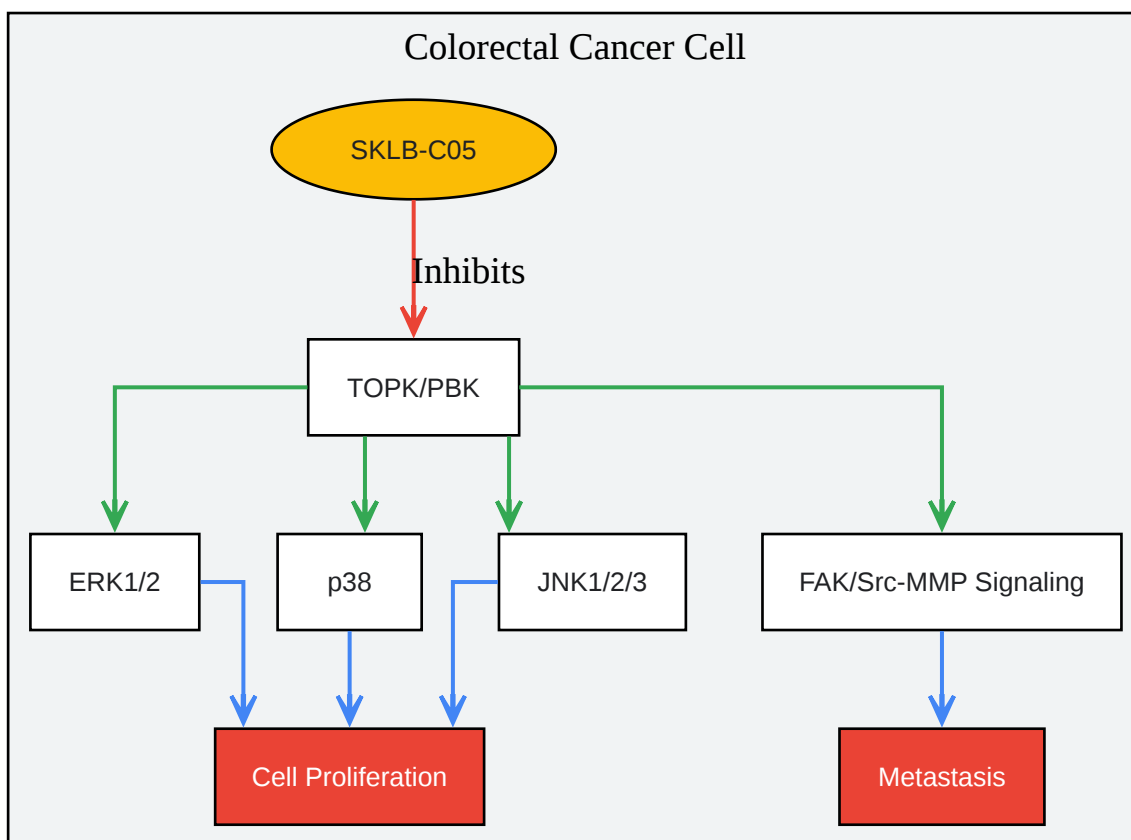 Colorectal Cancer Cell
SKLB-C05
Inhibits
TOPK/PBK
ERK1/2
p38
JNK1/2/3
FAK/Src-MMP Signaling
Cell Proliferation
Metastasis